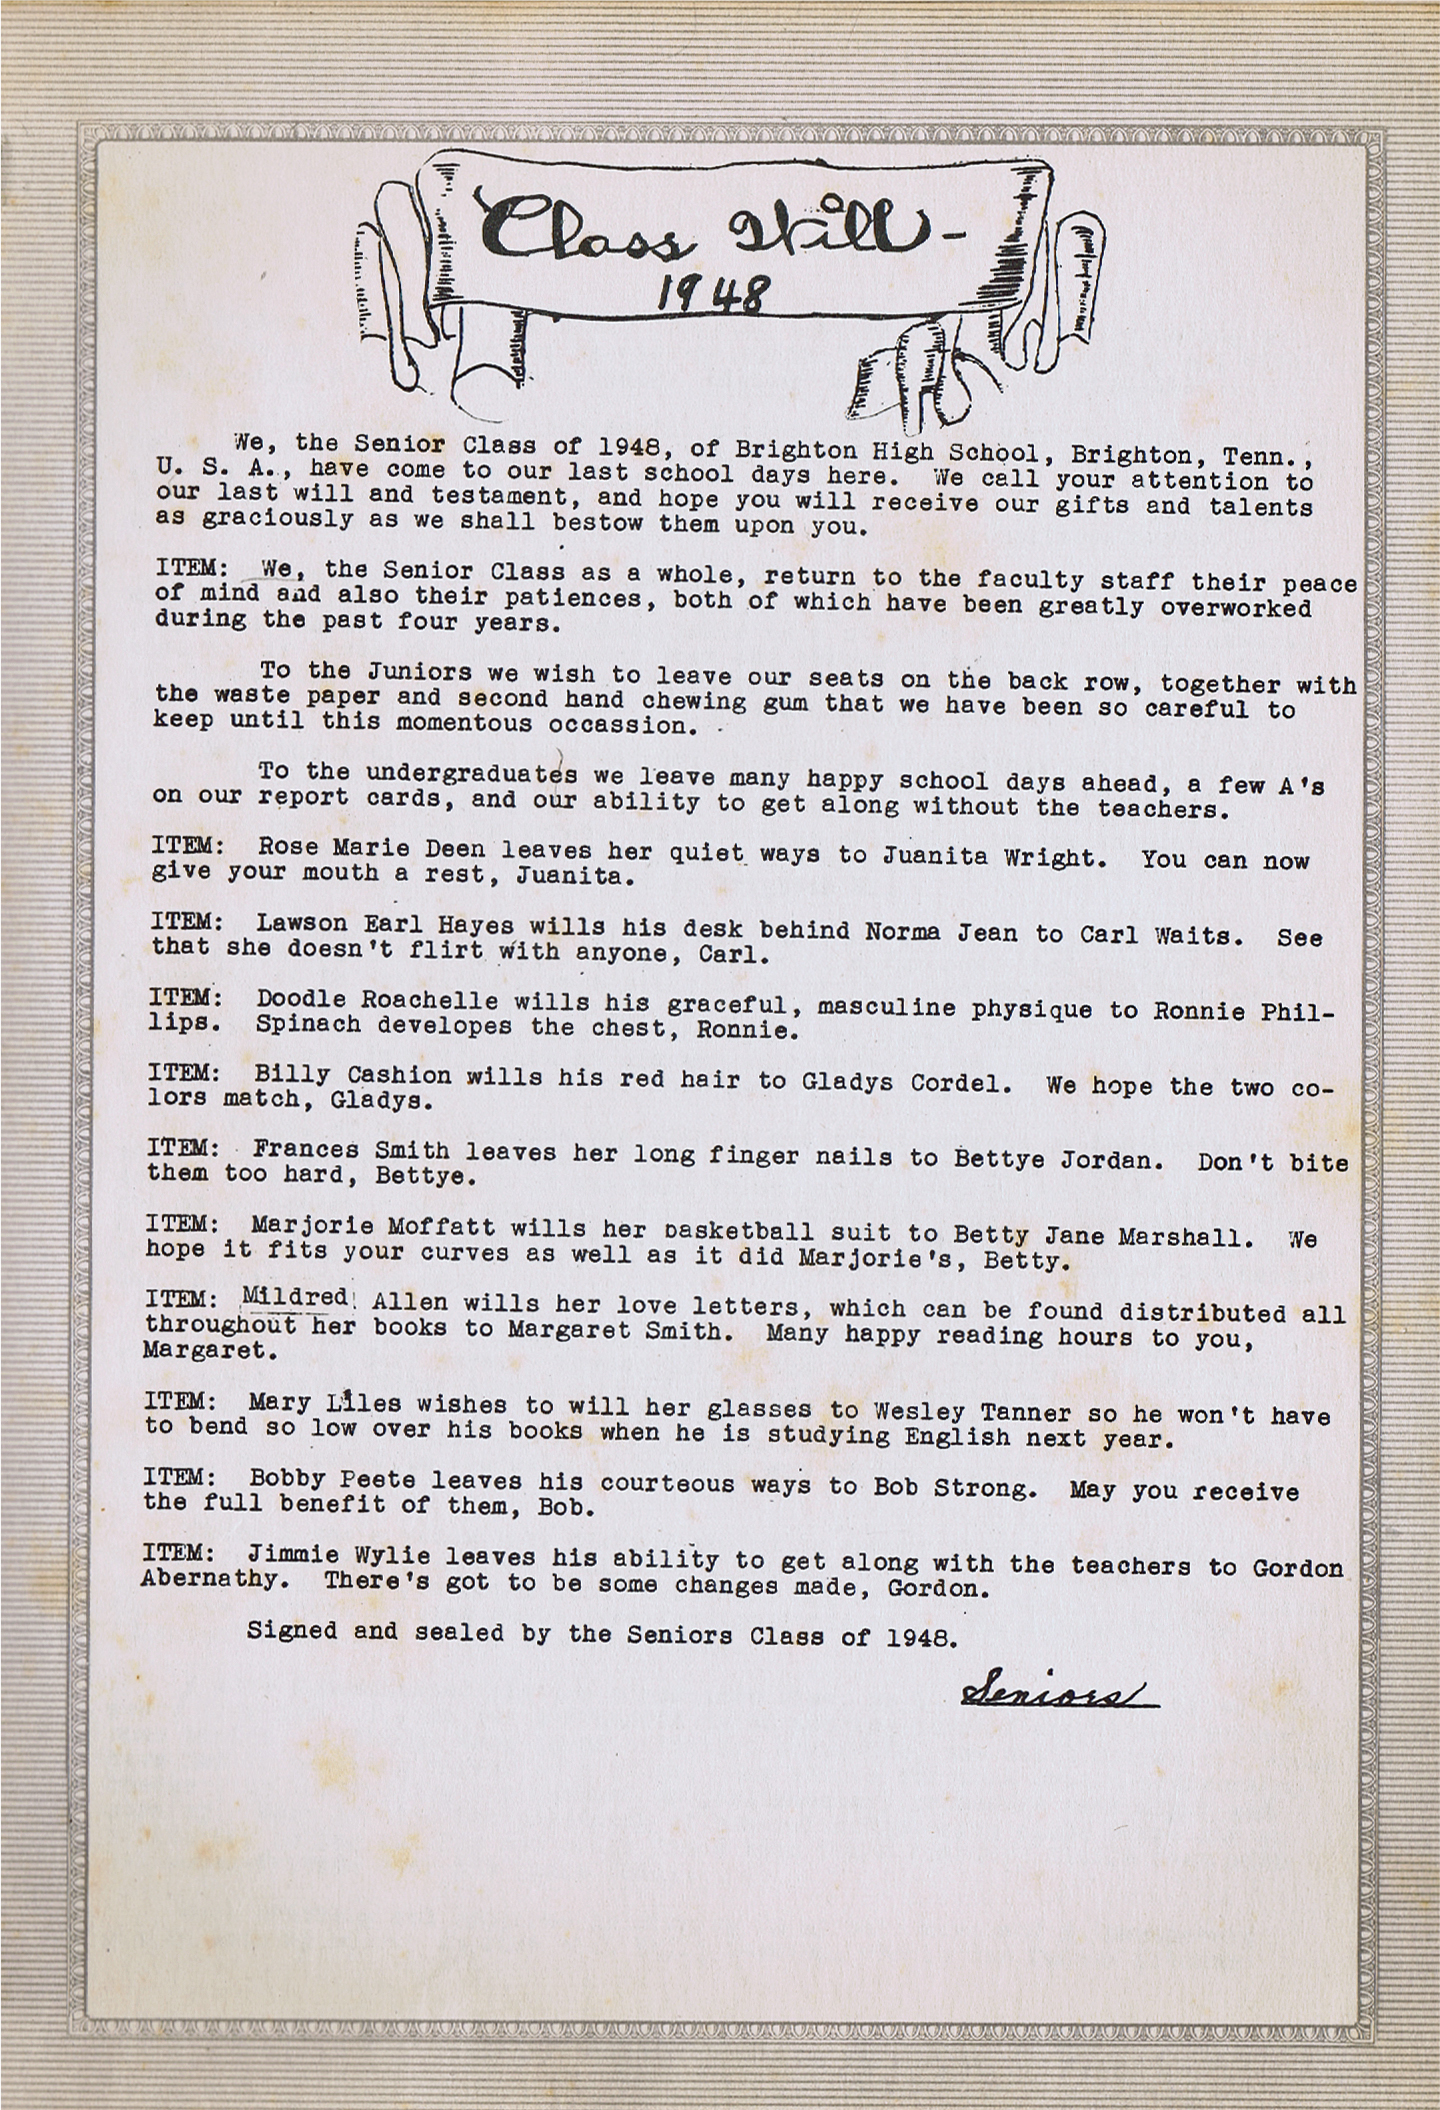 Class Will-
1948
We, the Senior Class of 1948, of Brighton High School, Brighton, Tenn.,
U. S. A., have come to our last school days here. We call your attention to
our last will and testament, and hope you will receive our gifts and talents
as graciously as we shall bestow them upon you.
ITEM: We, the Senior Class as a whole, return to the faculty staff their peace
of mind and also their patiences, both of which have been greatly overworked
during the past four years.
To the Juniors we wish to leave our seats on the back row, together with
the waste paper and second hand chewing gum that we have been so careful to
keep until this momentous occassion.
To the undergraduates we leave many happy school days ahead, a few A's
on our report cards, and our ability to get along without the teachers.
ITEM: Rose Marie Deen leaves her quiet ways to Juanita Wright. You can now
give your mouth a rest, Juanita.
ITEM: Lawson Earl Hayes wills his desk behind Norma Jean to Carl Waits. See
that she doesn't flirt with anyone, Carl.
ITEM: Doodle Roachelle wills his graceful, masculine physique to Ronnie Phil-
lips. Spinach developes the chest, Ronnie.
ITEM: Billy Cashion wills his red hair to Gladys Cordel. We hope the two co-
lors match, Gladys.
ITEM: Frances Smith leaves her long finger nails to Bettye Jordan. Don't bite
them too hard, Bettye.
ITEM: Marjorie Moffatt wills her basketball suit to Betty Jane Marshall. We
hope it fits your curves as well as it did Marjorie's, Betty.
ITEM: Mildred Allen wills her love letters, which can be found distributed all
throughout her books to Margaret Smith. Many happy reading hours to you,
Margaret.
ITEM: Mary Liles wishes to will her glasses to Wesley Tanner so he won't have
to bend so low over his books when he is studying English next year.
ITEM: Bobby Peete leaves his courteous ways to Bob Strong. May you receive
the full benefit of them, Bob.
ITEM: Jimmie Wylie leaves his ability to get along with the teachers to Gordon
Abernathy. There's got to be some changes made, Gordon.
Signed and sealed by the Seniors Class of 1948.
Seniors